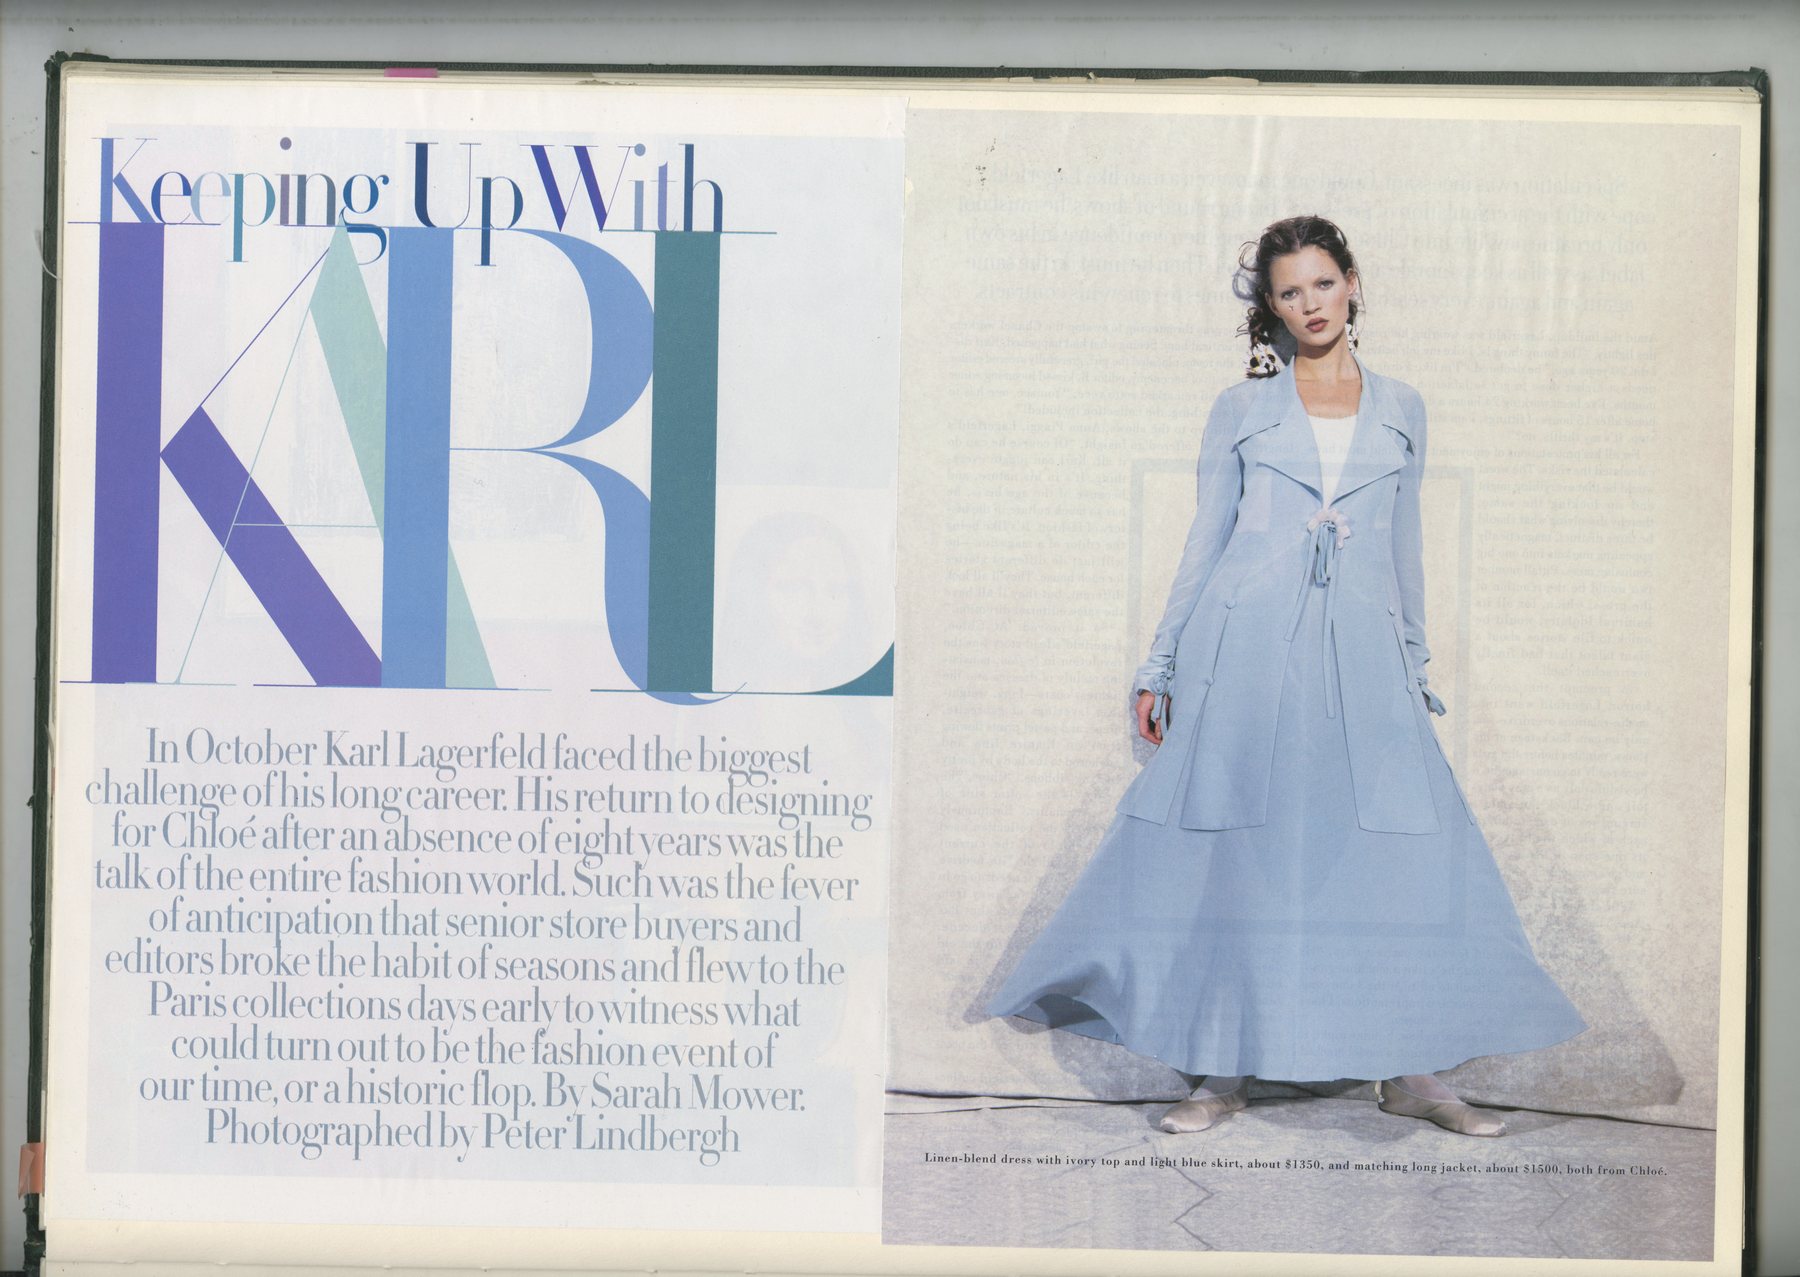 Keeping Up With
KARL
In October Karl Lagerfeld faced the biggest
challenge of his long career. His return to designing
for Chloé after an absence of eight years was the
talk of the entire fashion world. Such was the fever
of anticipation that senior store buyers and
editors broke the habit of seasons and flew to the
Paris collections days early to witness what
could turn out to be the fashion event of
our time, or a historic flop. By Sarah Mower.
Photographed by Peter Lindbergh
Linen-blend dress with ivory top and light blue skirt, about $1350, and matching long jacket, about $1500, both from Chloé.